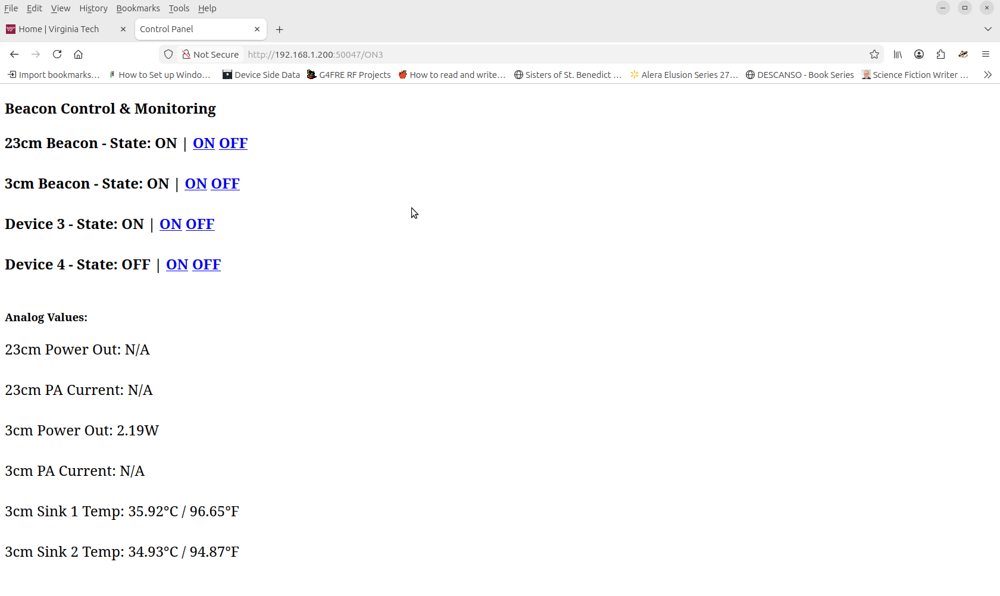 File Edit View History Bookmarks Tools Help
Home | Virginia Tech
Control Panel
Not Secure http://192.168.1.200:50047/ON3
Import bookmarks... How to Set up Windo... Device Side Data G4FRE RF Projects How to read and write... Sisters of St. Benedict ... Alera Elusion Series 27... DESCANSO - Book Series Science Fiction Writer ...
Beacon Control & Monitoring
23cm Beacon - State: ON | ON OFF
3cm Beacon - State: ON | ON OFF
Device 3 - State: ON | ON OFF
Device 4 - State: OFF | ON OFF
Analog Values:
23cm Power Out: N/A
23cm PA Current: N/A
3cm Power Out: 2.19W
3cm PA Current: N/A
3cm Sink 1 Temp: 35.92°C / 96.65°F
3cm Sink 2 Temp: 34.93°C / 94.87°F